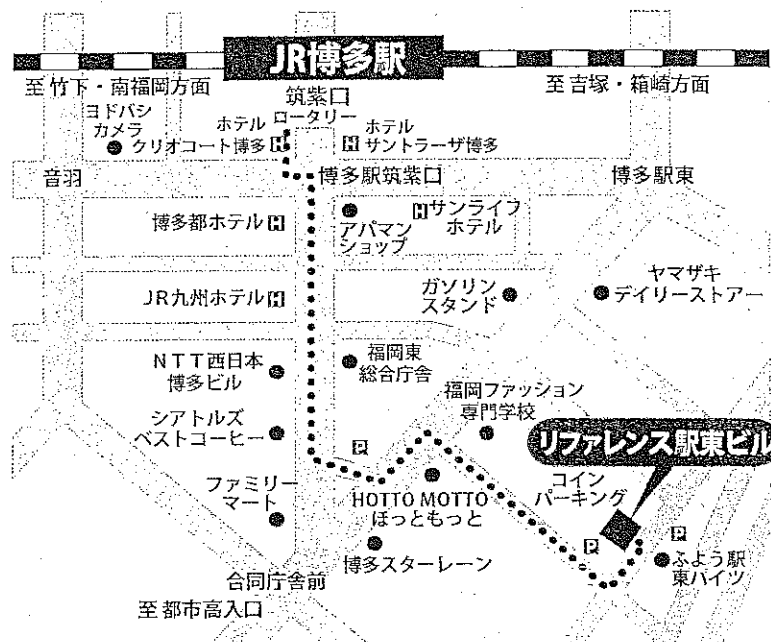 JR博多駅
至 竹下・南福岡方面
至 吉塚・箱崎方面
筑紫口
ロータリー
ヨドバシ
カメラ
ホテル
クリオコート博多 H
ホテル
H サントラーザ博多
音羽
博多駅筑紫口
博多駅東
博多都ホテル H
アパマン
ショップ
H サンライフ
ホテル
JR九州ホテル H
ガソリン
スタンド
ヤマザキ
デイリーストアー
NTT西日本
博多ビル
福岡東
総合庁舎
福岡ファッション
専門学校
シアトルズ
ベストコーヒー
P
リファレンス駅東ビル
ファミリー
マート
HOTTO MOTTO
ほっともっと
コイン
パーキング
P
P
博多スターレーン
ふよう駅
東ハイツ
合同庁舎前
至 都市高入口